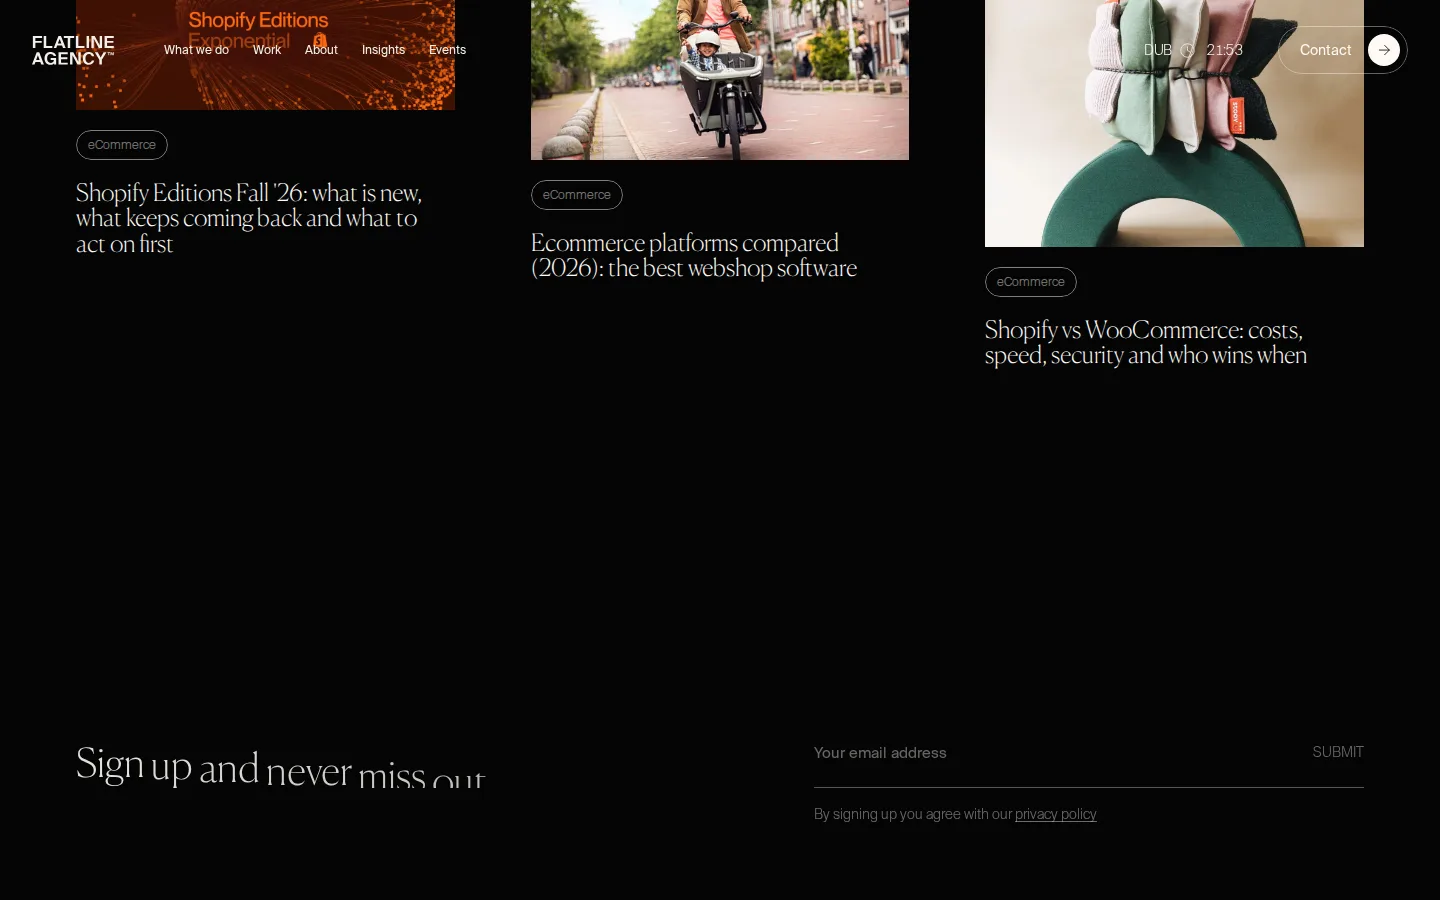 FLATLINE
AGENCY™
What we do
Work
About
Insights
Events
DUB
21:53
Contact
Shopify Editions
Exponential
eCommerce
Shopify Editions Fall '26: what is new,
what keeps coming back and what to
act on first
eCommerce
Ecommerce platforms compared
(2026): the best webshop software
eCommerce
Shopify vs WooCommerce: costs,
speed, security and who wins when
Sign up and never miss out
Your email address
SUBMIT
By signing up you agree with our privacy policy